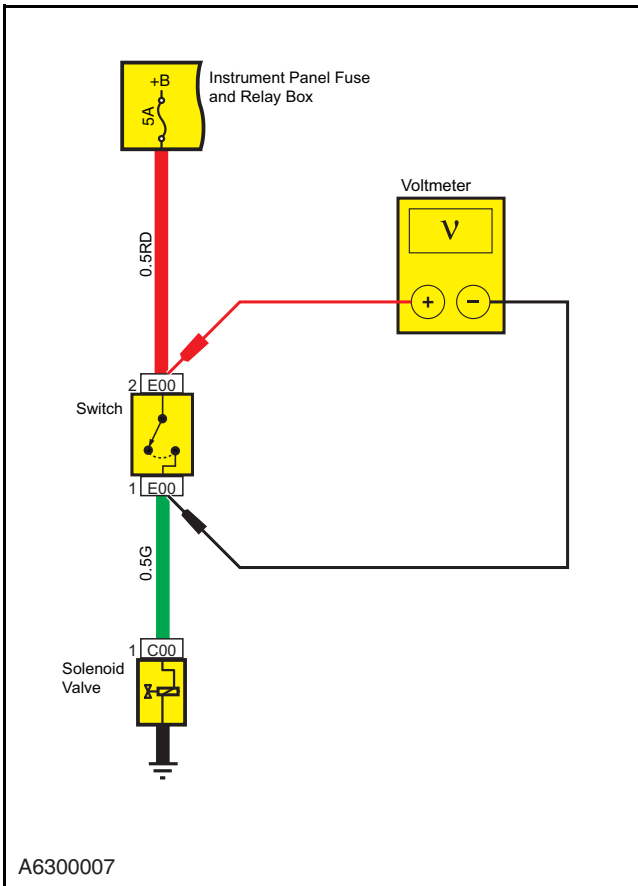 +B
5A
Instrument Panel Fuse
and Relay Box
Voltmeter
V
+ −
0.5RD
2 E00
Switch
1 E00
0.5G
1 C00
Solenoid
Valve
A6300007